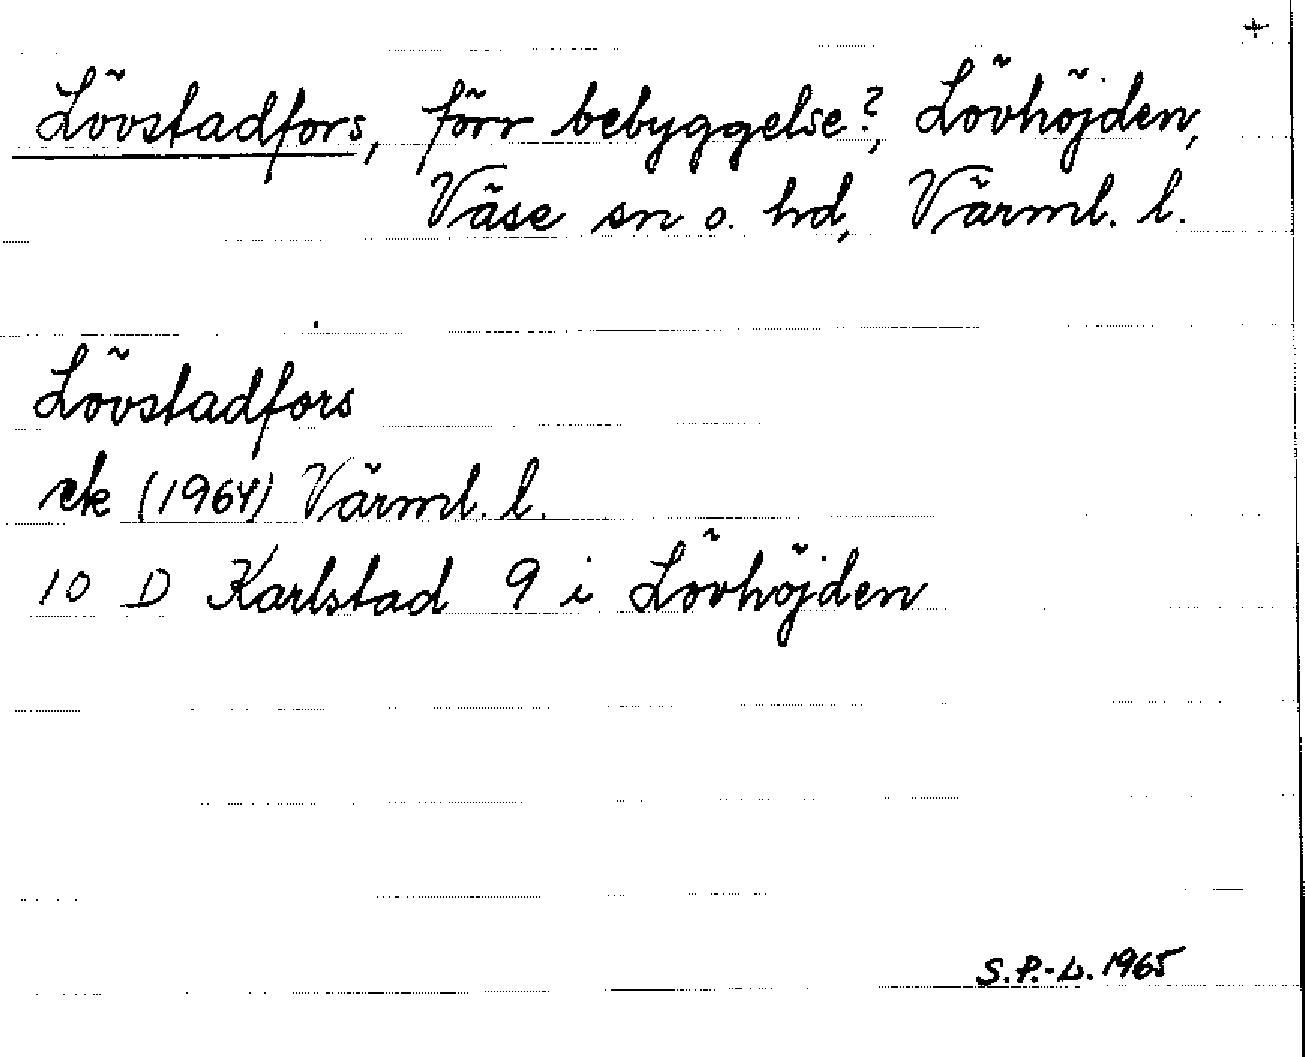 +
Lövstadfors, förr bebyggelse?, Lövhöjden,
Väse sn o. hd, Värml. l.
Lövstadfors
ek (1964) Värml. l.
10 D Karlstad 9 i Lövhöjden
S.P.-L. 1965